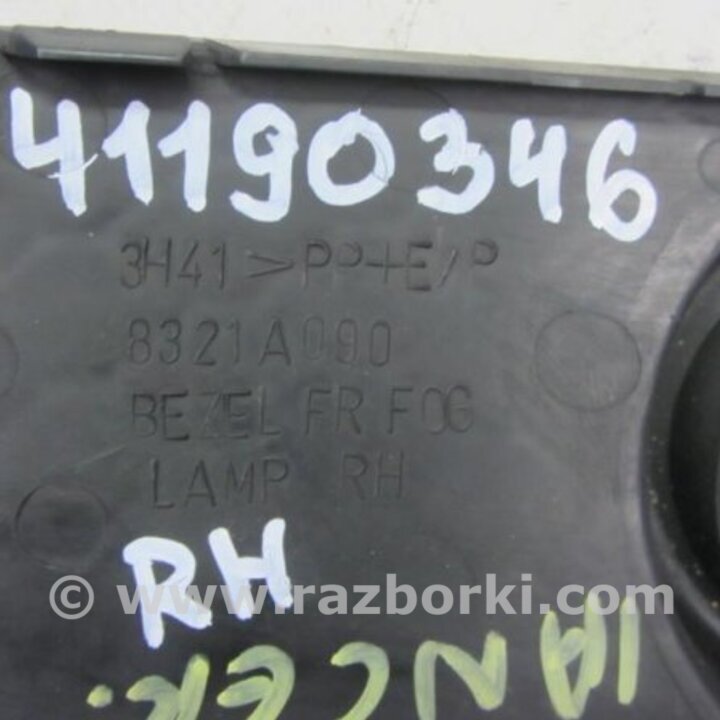 41190346
3H41 >PP+E/P
8321A090
BEZEL FR FOG
LAMP RH
RH
© www.razborki.com